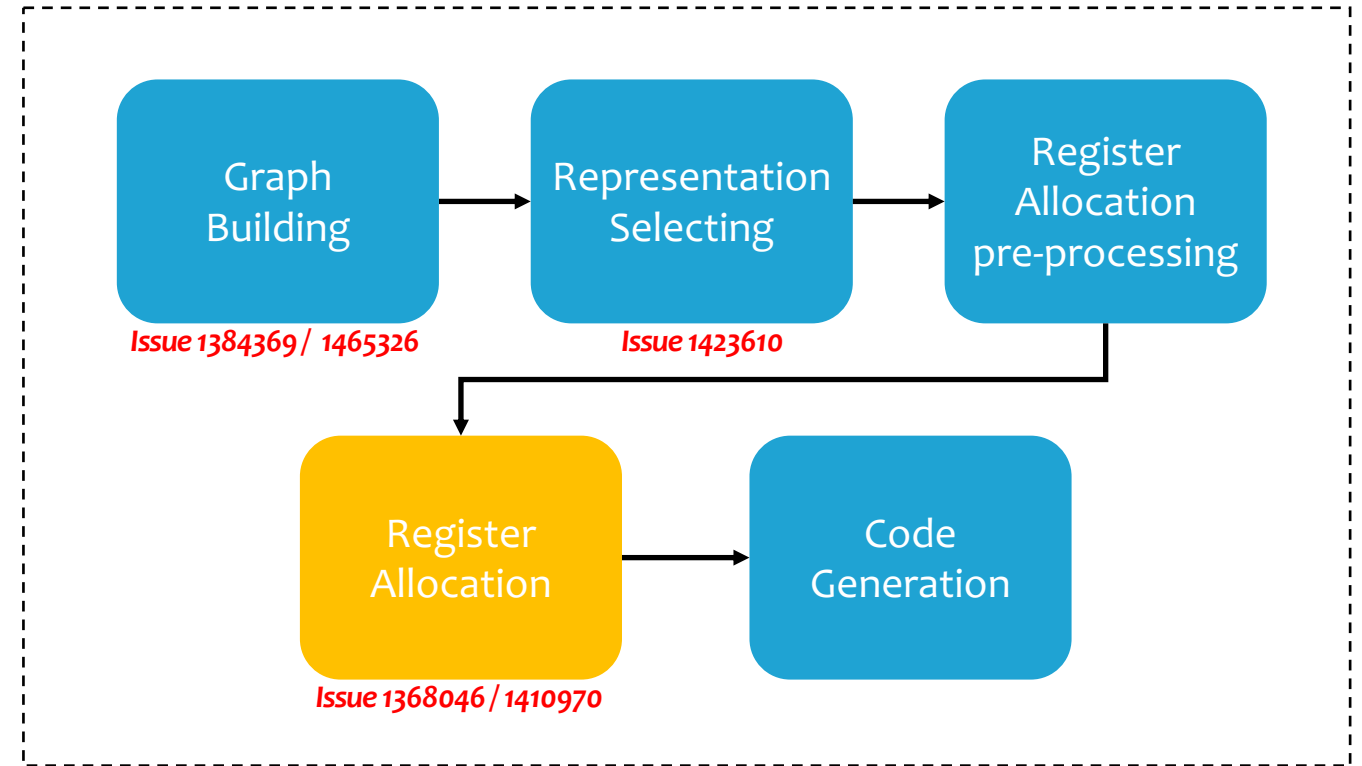 Graph
Building
Issue 1384369 / 1465326
Representation
Selecting
Issue 1423610
Register
Allocation
pre-processing
Register
Allocation
Issue 1368046 / 1410970
Code
Generation